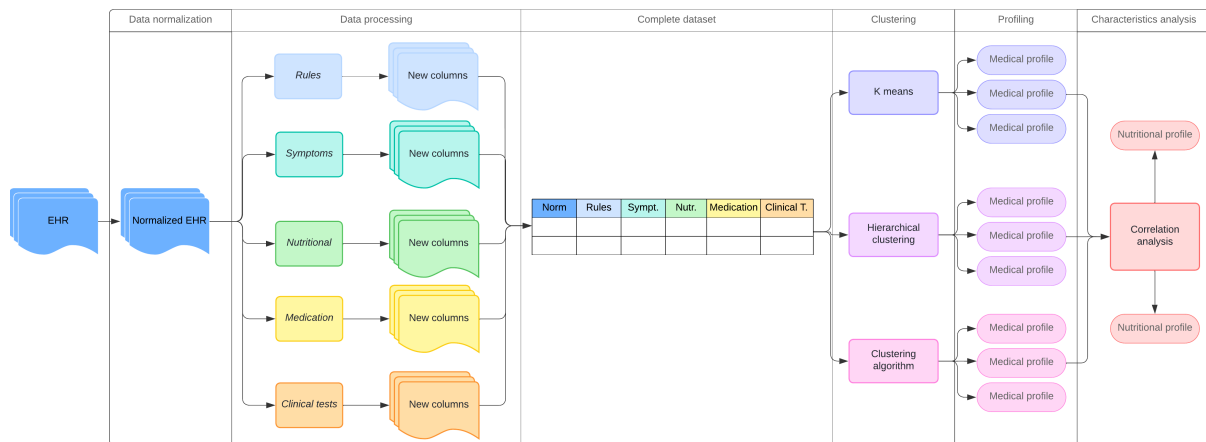 Data normalization
Data processing
Complete dataset
Clustering
Profiling
Characteristics analysis
EHR
Normalized EHR
Rules
New columns
Symptoms
New columns
Nutritional
New columns
Medication
New columns
Clinical tests
New columns
Norm Rules Sympt. Nutr. Medication Clinical T.
K means
Hierarchical
clustering
Clustering
algorithm
Medical profile
Medical profile
Medical profile
Medical profile
Medical profile
Medical profile
Medical profile
Medical profile
Medical profile
Nutritional profile
Correlation
analysis
Nutritional profile